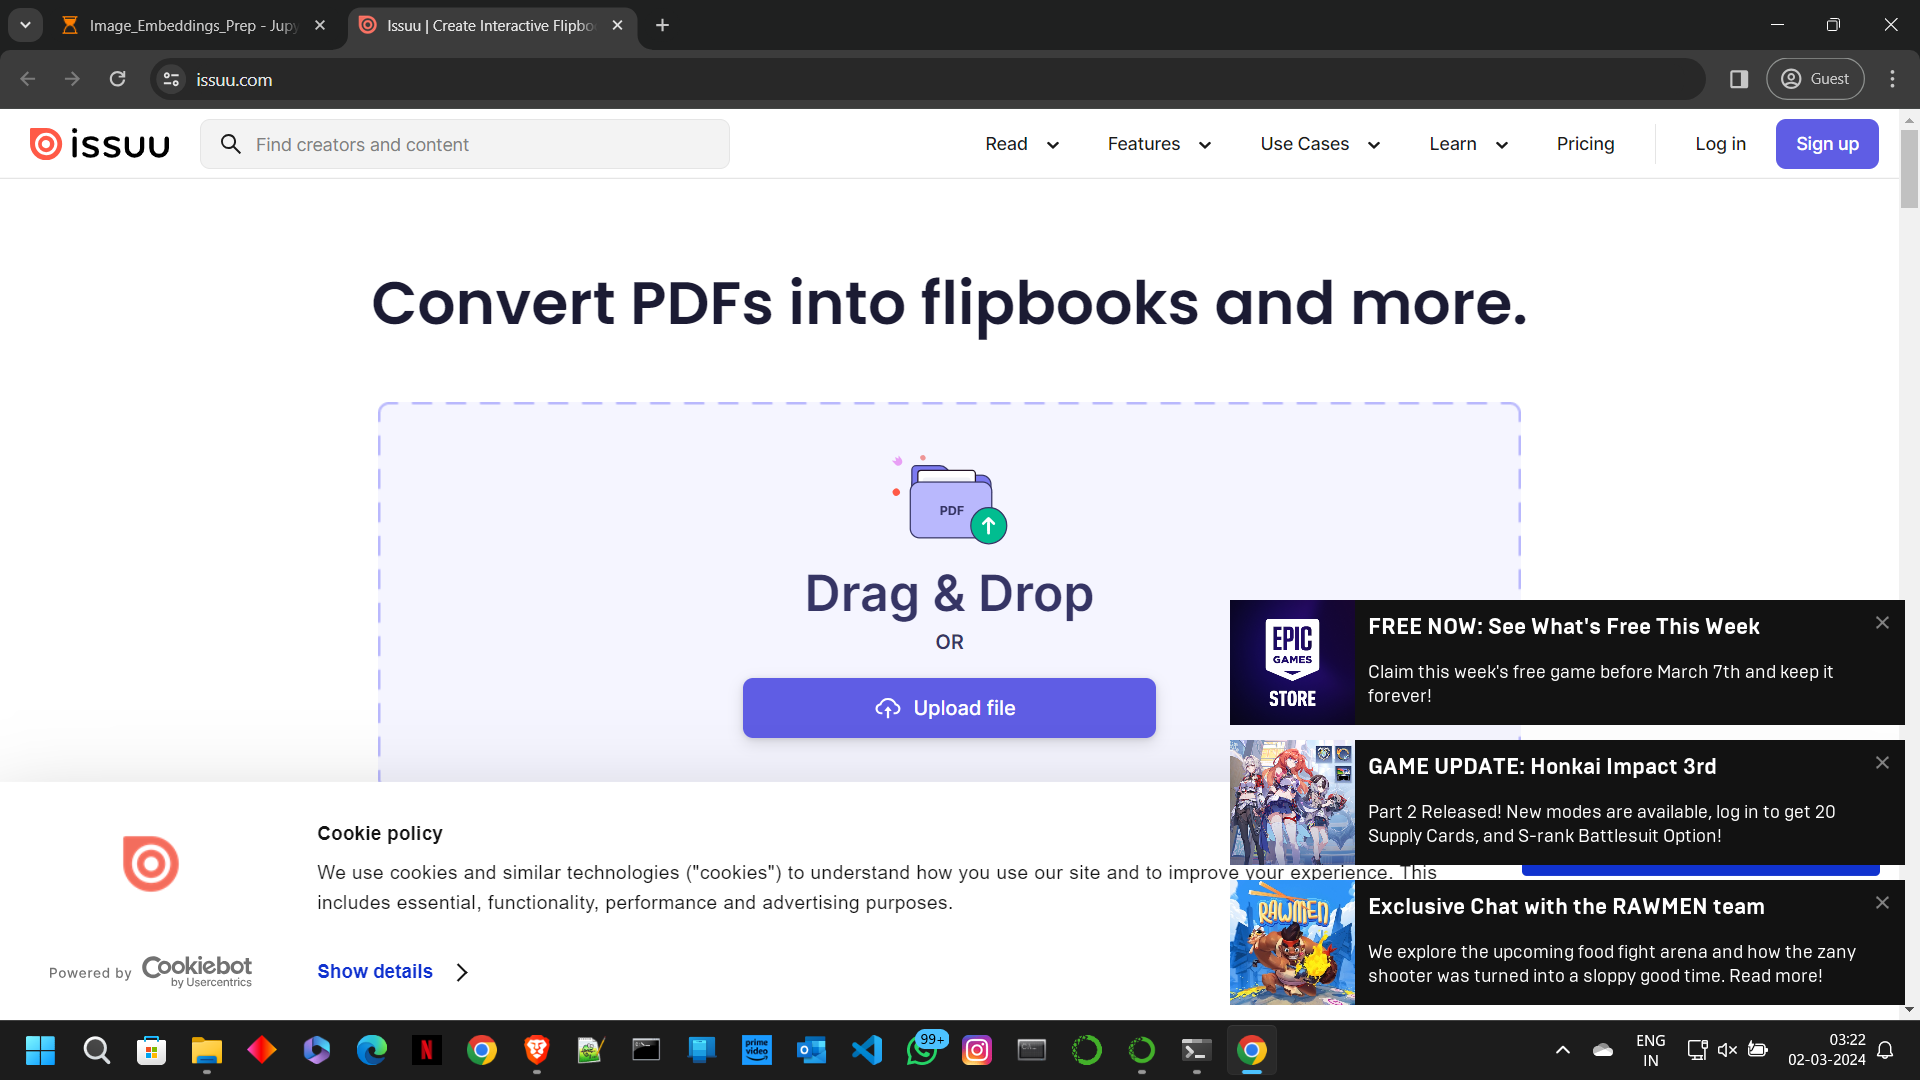 Image_Embeddings_Prep - Jupy
Issuu | Create Interactive Flipbo
issuu.com
Guest
issuu
Find creators and content
Read
Features
Use Cases
Learn
Pricing
Log in
Sign up
Convert PDFs into flipbooks and more.
PDF
Drag & Drop
OR
Upload file
EPIC
GAMES
STORE
FREE NOW: See What's Free This Week
Claim this week's free game before March 7th and keep it
forever!
GAME UPDATE: Honkai Impact 3rd
Part 2 Released! New modes are available, log in to get 20
Supply Cards, and S-rank Battlesuit Option!
RAWMEN
Exclusive Chat with the RAWMEN team
We explore the upcoming food fight arena and how the zany
shooter was turned into a sloppy good time. Read more!
Cookie policy
We use cookies and similar technologies ("cookies") to understand how you use our site and to improve your experience. This
includes essential, functionality, performance and advertising purposes.
Powered by Cookiebot
by Usercentrics
Show details
N
prime
video
99+
ENG
IN
03:22
02-03-2024